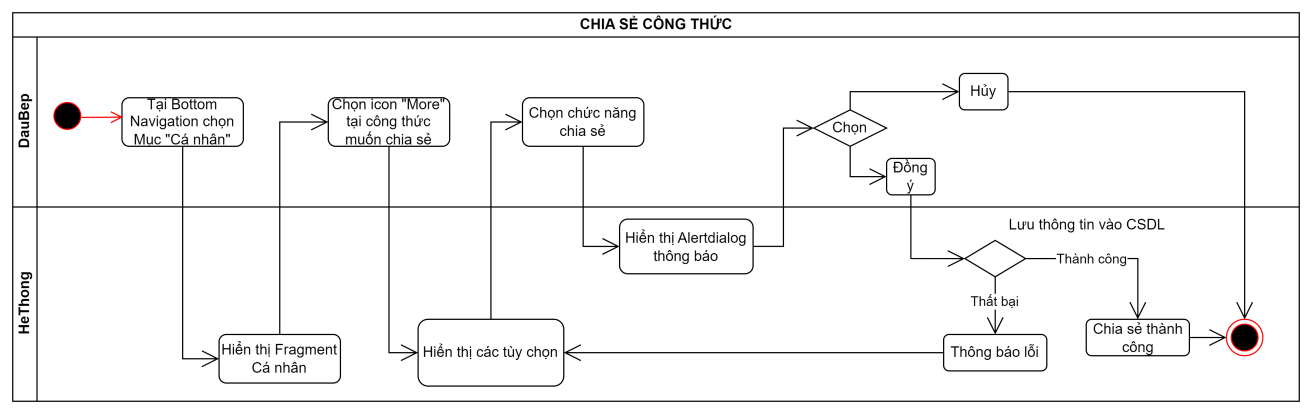 CHIA SẺ CÔNG THỨC
DauBep
Tại Bottom
Navigation chọn
Mục "Cá nhân"
Chọn icon "More"
tại công thức
muốn chia sẻ
Chọn chức năng
chia sẻ
Chọn
Hủy
Đồng
ý
HeThong
Hiển thị Fragment
Cá nhân
Hiển thị các tùy chọn
Hiển thị Alertdialog
thông báo
Lưu thông tin vào CSDL
Thành công
Thất bại
Thông báo lỗi
Chia sẻ thành
công